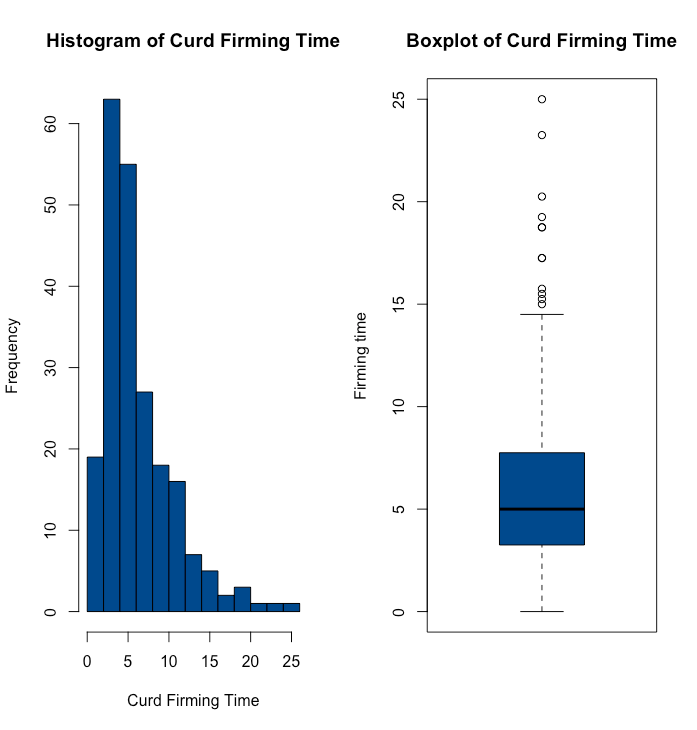 Histogram of Curd Firming Time
Frequency
0
10
20
30
40
50
60
0 5 10 15 20 25
Curd Firming Time
Boxplot of Curd Firming Time
Firming time
0
5
10
15
20
25